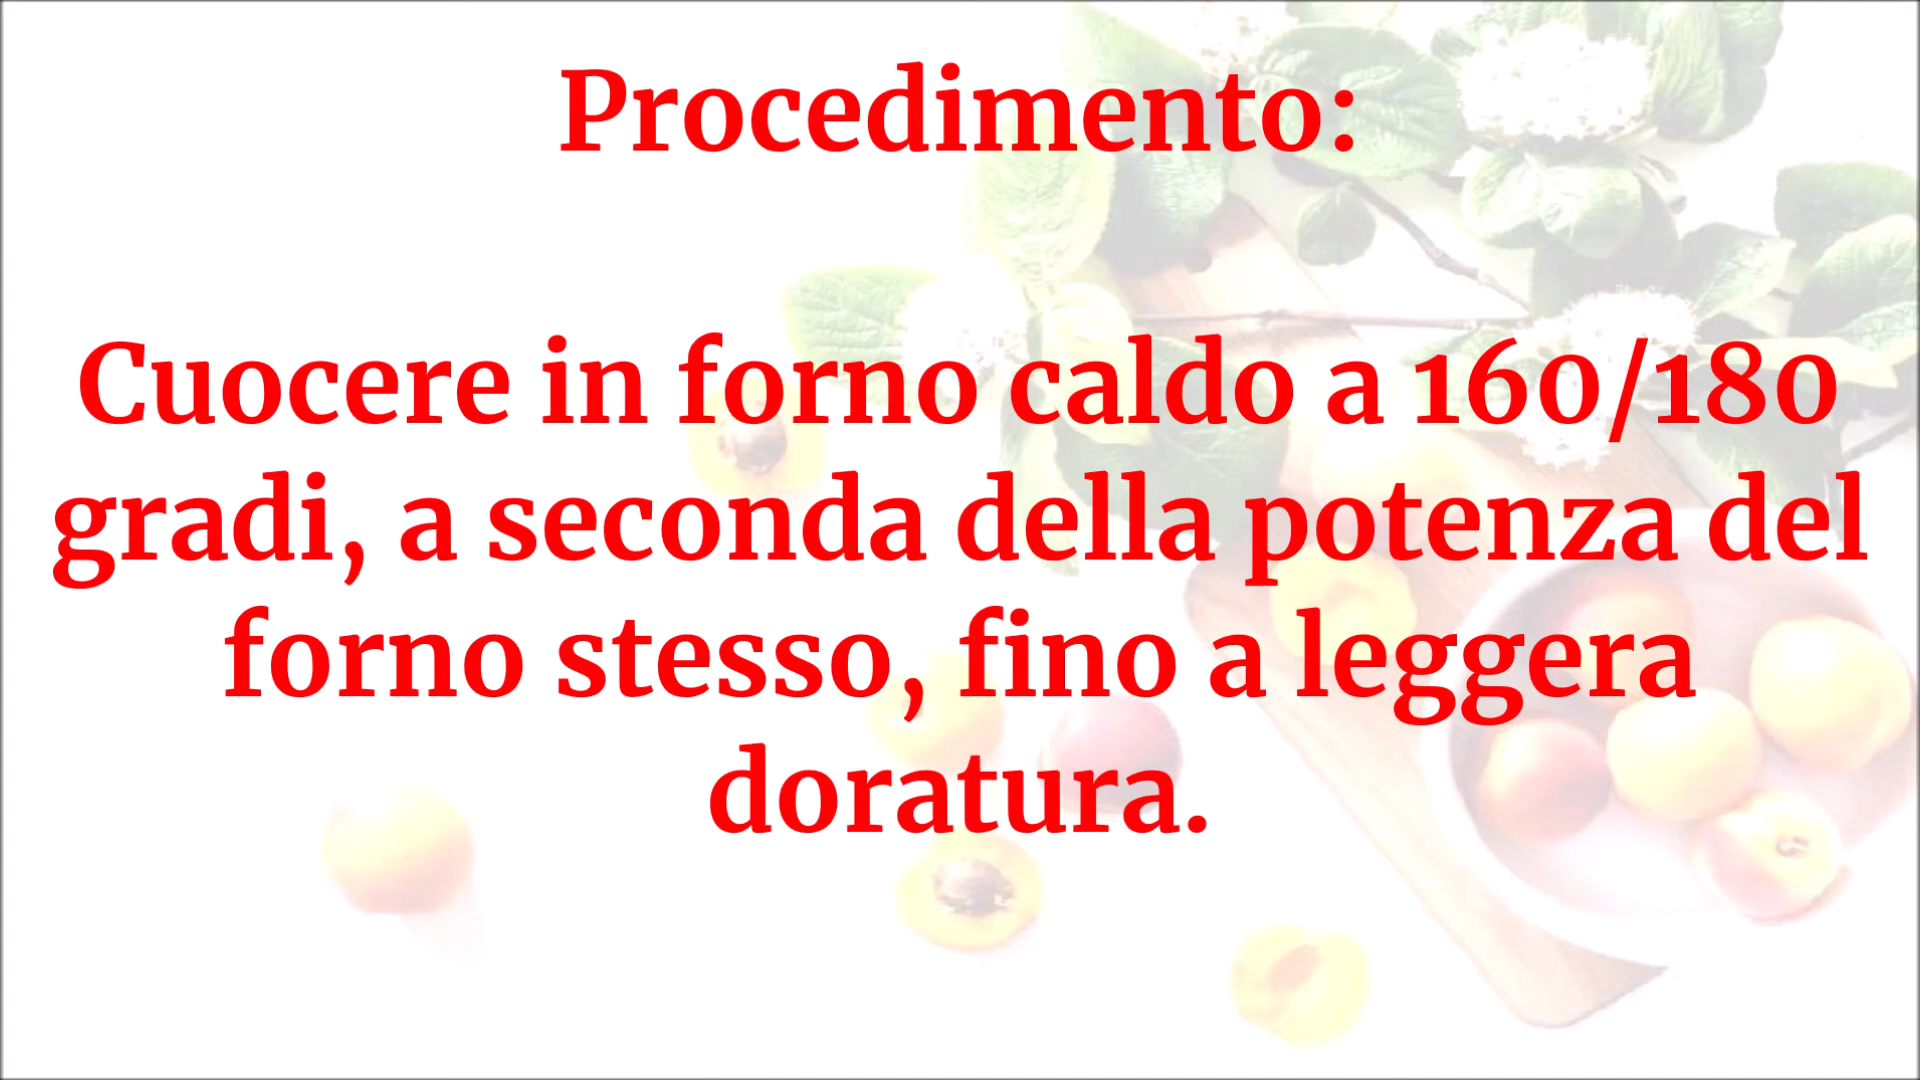 Procedimento:
Cuocere in forno caldo a 160/180
gradi, a seconda della potenza del
forno stesso, fino a leggera
doratura.